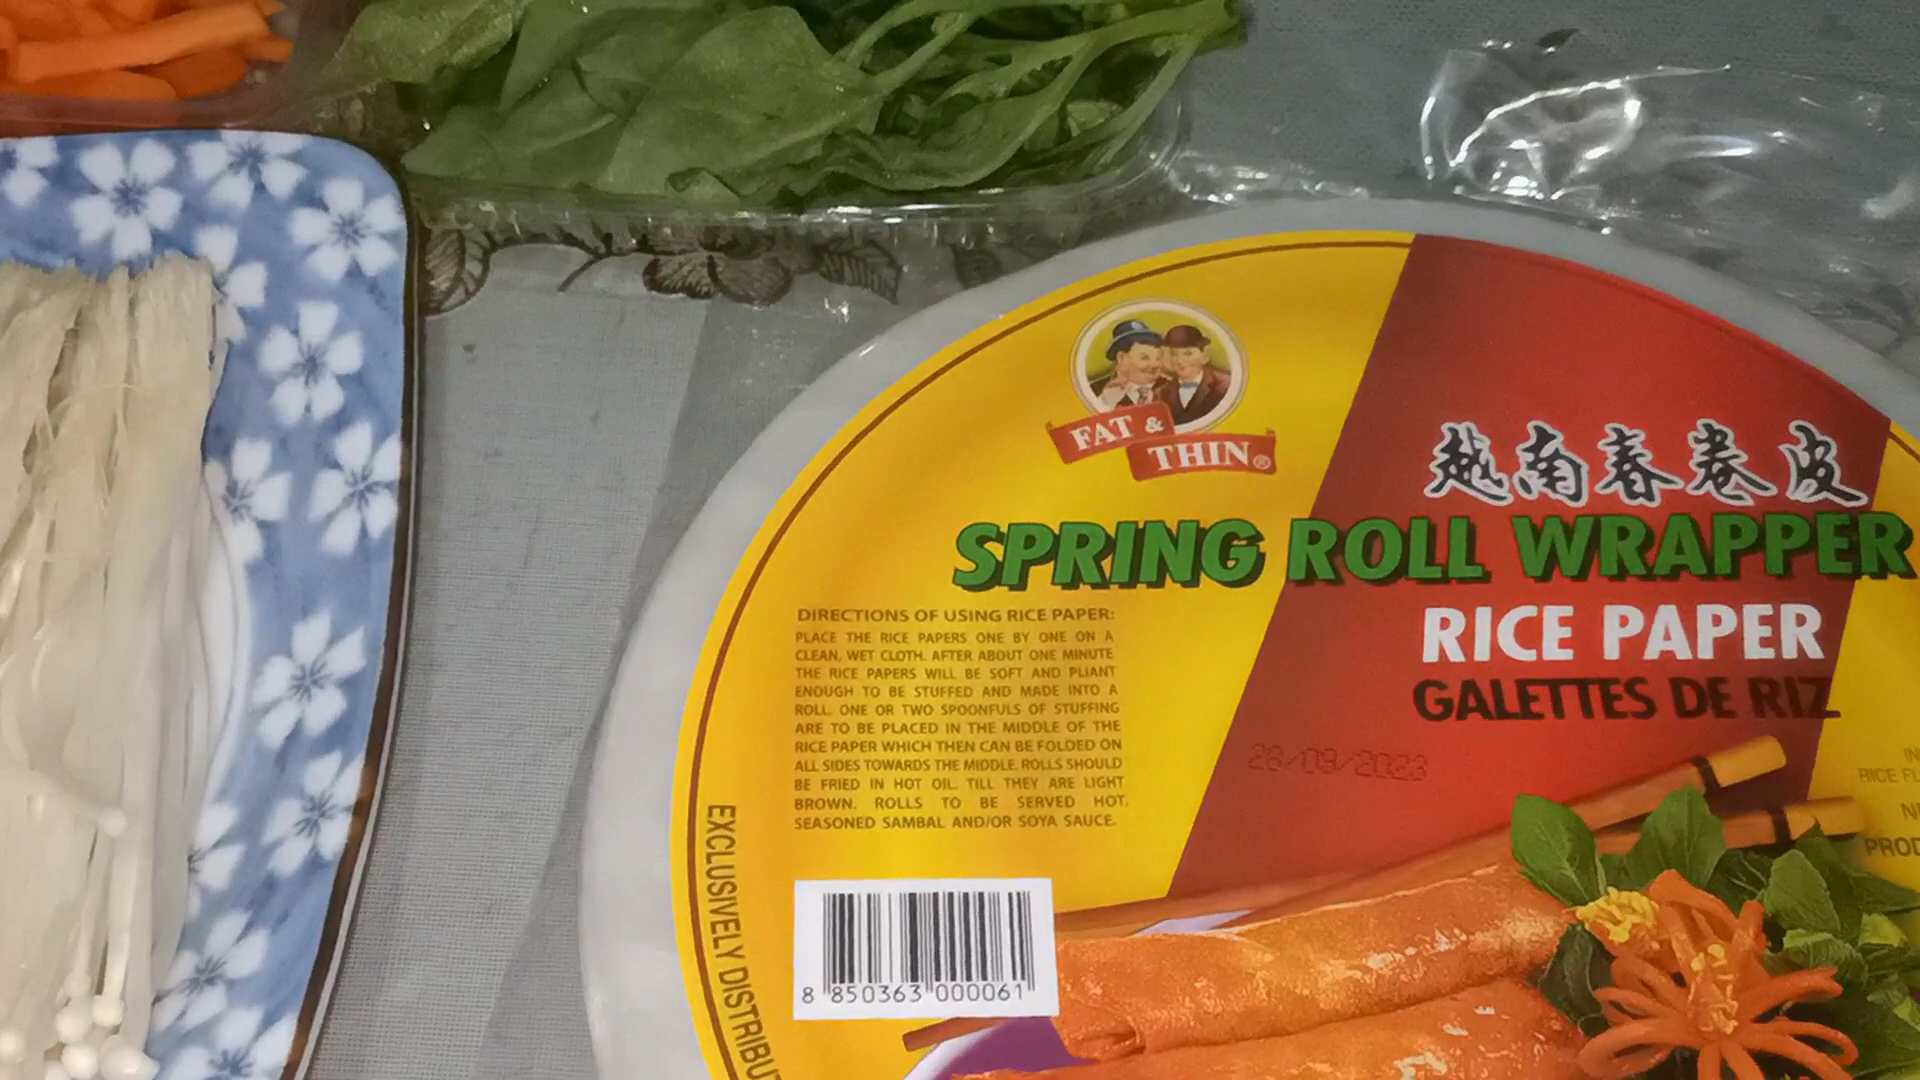 FAT &
THIN®
越南春卷皮
SPRING ROLL WRAPPER
RICE PAPER
GALETTES DE RIZ
DIRECTIONS OF USING RICE PAPER:
PLACE THE RICE PAPERS ONE BY ONE ON A
CLEAN, WET CLOTH. AFTER ABOUT ONE MINUTE
THE RICE PAPERS WILL BE SOFT AND PLIANT
ENOUGH TO BE STUFFED AND MADE INTO A
ROLL. ONE OR TWO SPOONFULS OF STUFFING
ARE TO BE PLACED IN THE MIDDLE OF THE
RICE PAPER WHICH THEN CAN BE FOLDED ON
ALL SIDES TOWARDS THE MIDDLE. ROLLS SHOULD
BE FRIED IN HOT OIL. TILL THEY ARE LIGHT
BROWN. ROLLS TO BE SERVED HOT.
SEASONED SAMBAL AND/OR SOYA SAUCE.
EXCLUSIVELY
8 850363 000061